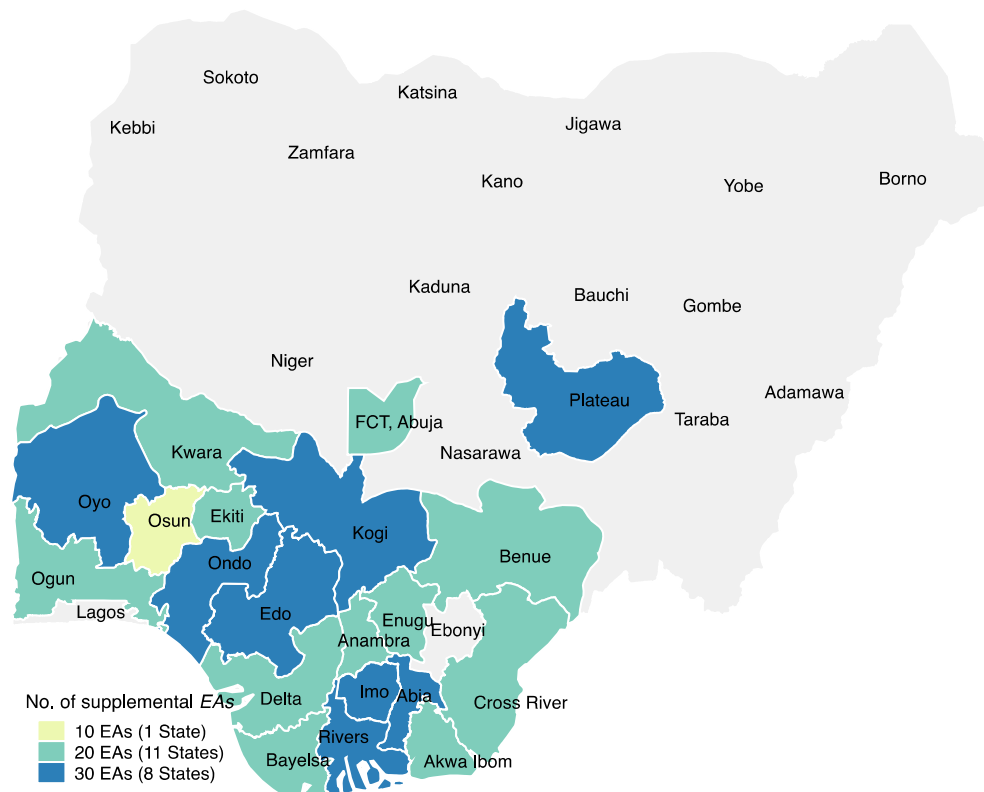 Sokoto
Katsina
Kebbi
Jigawa
Zamfara
Kano
Yobe
Borno
Kaduna
Bauchi
Gombe
Niger
Adamawa
Plateau
Taraba
FCT, Abuja
Nasarawa
Kwara
Oyo
Osun
Ekiti
Kogi
Benue
Ondo
Ogun
Lagos
Edo
Enugu
Ebonyi
Anambra
Imo
Abia
Delta
Cross River
Rivers
Bayelsa
Akwa Ibom
No. of supplemental EAs
10 EAs (1 State)
20 EAs (11 States)
30 EAs (8 States)